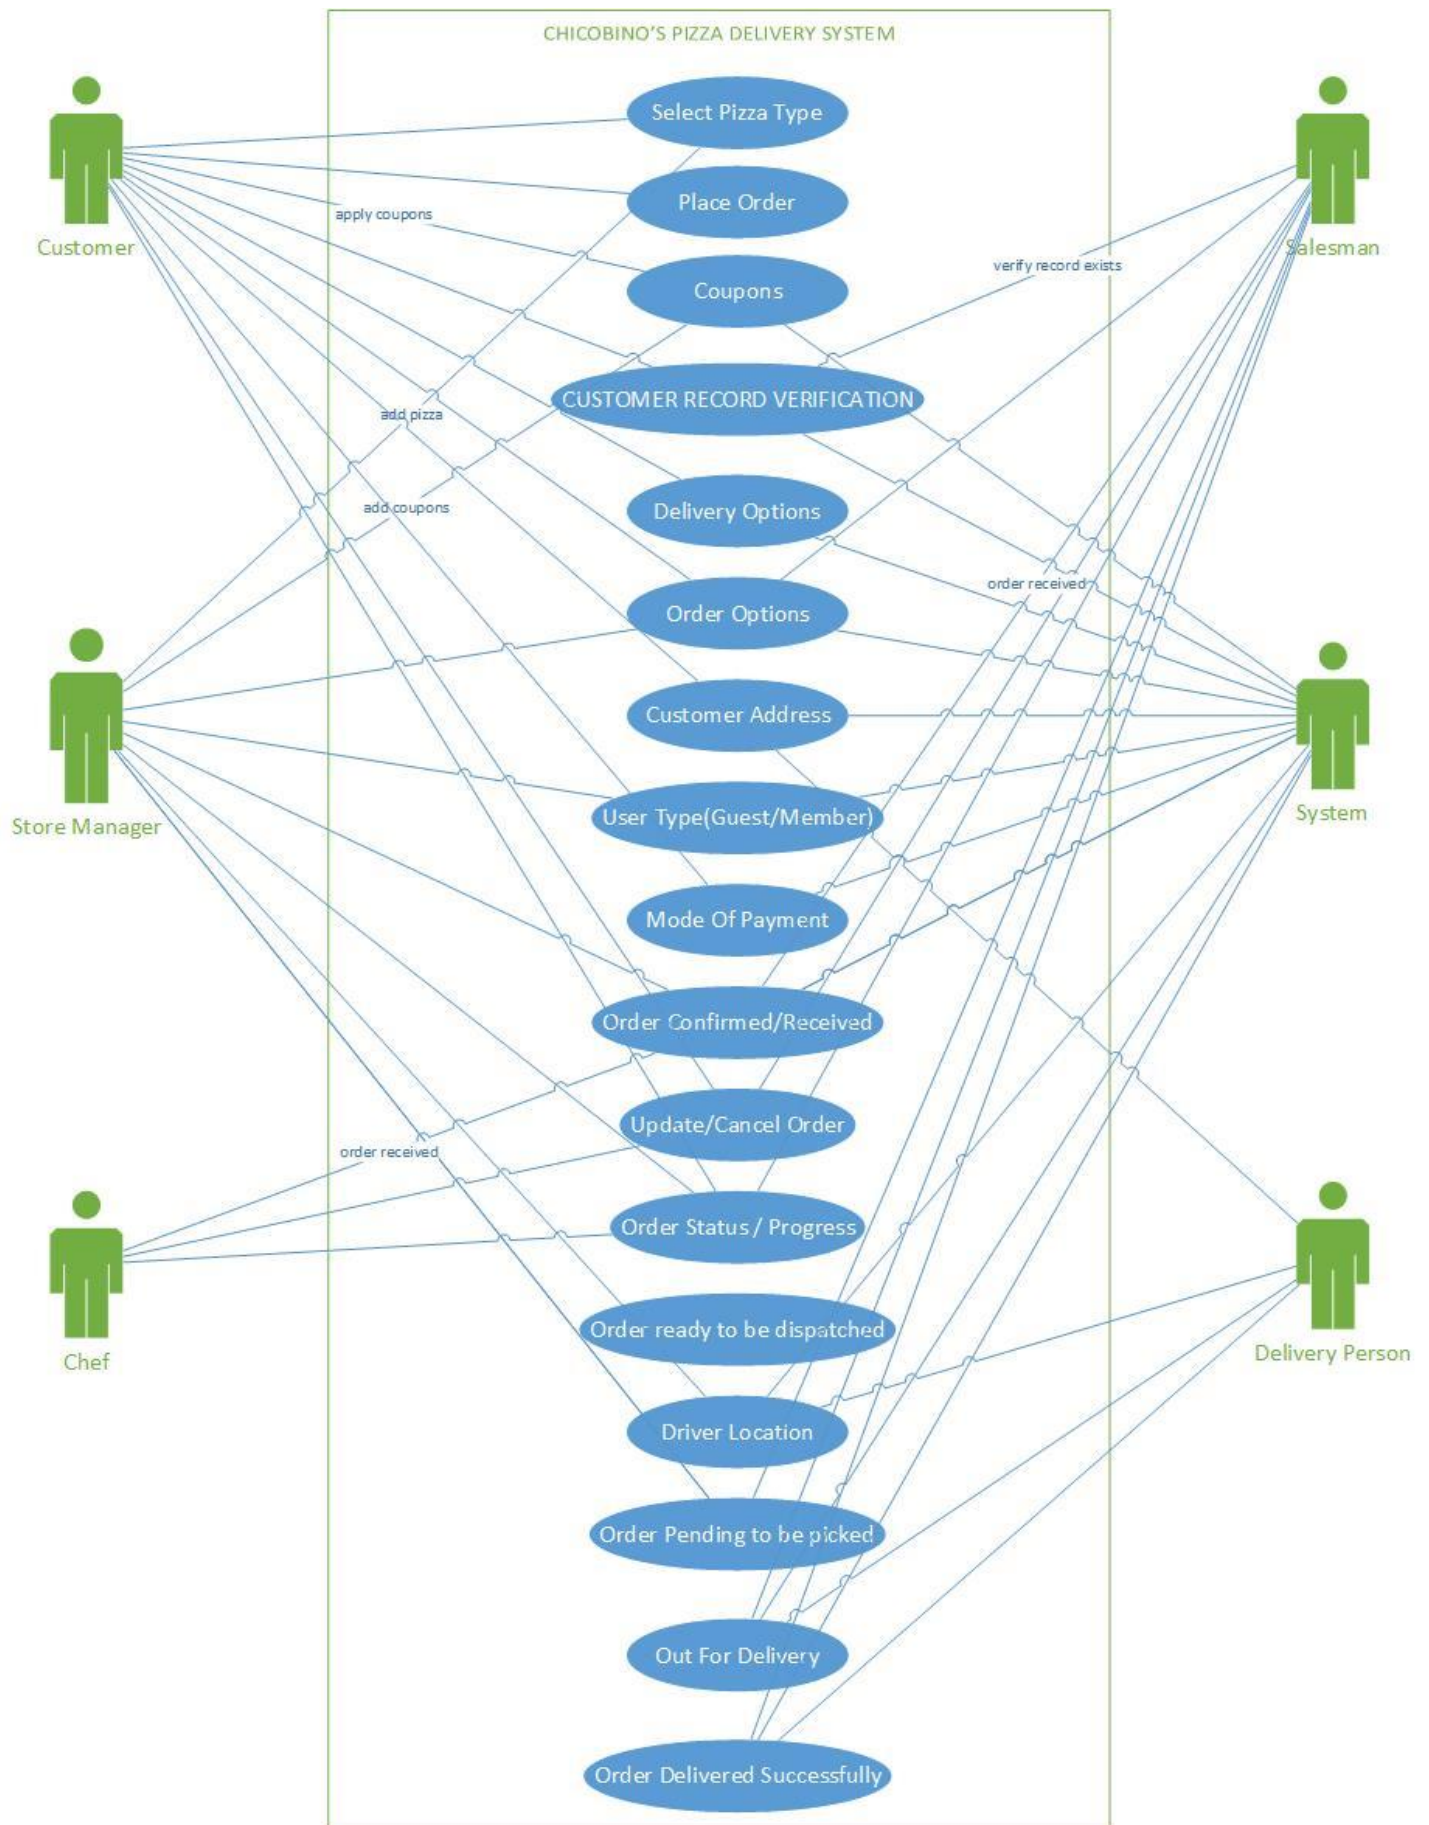 CHICOBINO'S PIZZA DELIVERY SYSTEM
Select Pizza Type
Place Order
apply coupons
Customer
Salesman
verify record exists
Coupons
CUSTOMER RECORD VERIFICATION
add pizza
add coupons
Delivery Options
order received
Order Options
Customer Address
User Type(Guest/Member)
Store Manager
System
Mode Of Payment
Order Confirmed/Received
Update/Cancel Order
order received
Order Status / Progress
Order ready to be dispatched
Chef
Delivery Person
Driver Location
Order Pending to be picked
Out For Delivery
Order Delivered Successfully